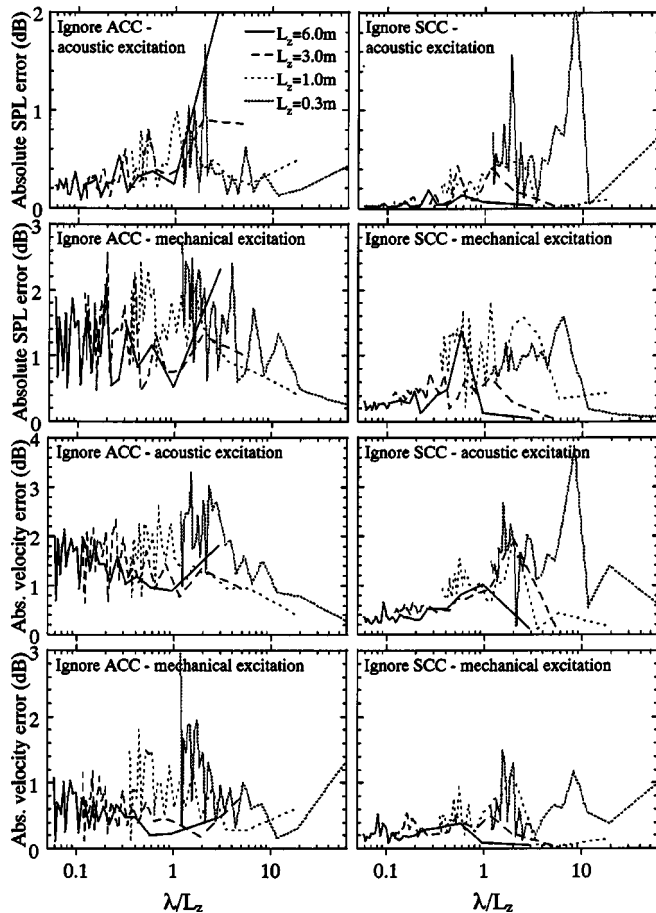 Ignore ACC -
acoustic excitation
L_z=6.0m
L_z=3.0m
L_z=1.0m
L_z=0.3m
Absolute SPL error (dB)
2
1
0
Ignore SCC -
acoustic excitation
Absolute SPL error (dB)
3
2
1
0
Ignore ACC - mechanical excitation
Ignore SCC - mechanical excitation
Abs. velocity error (dB)
4
3
2
1
0
Ignore ACC - acoustic excitation
Ignore SCC - acoustic excitation
Abs. velocity error (dB)
3
2
1
0
Ignore ACC - mechanical excitation
Ignore SCC - mechanical excitation
0.1 1 10
0.1 1 10
λ/L_z
λ/L_z